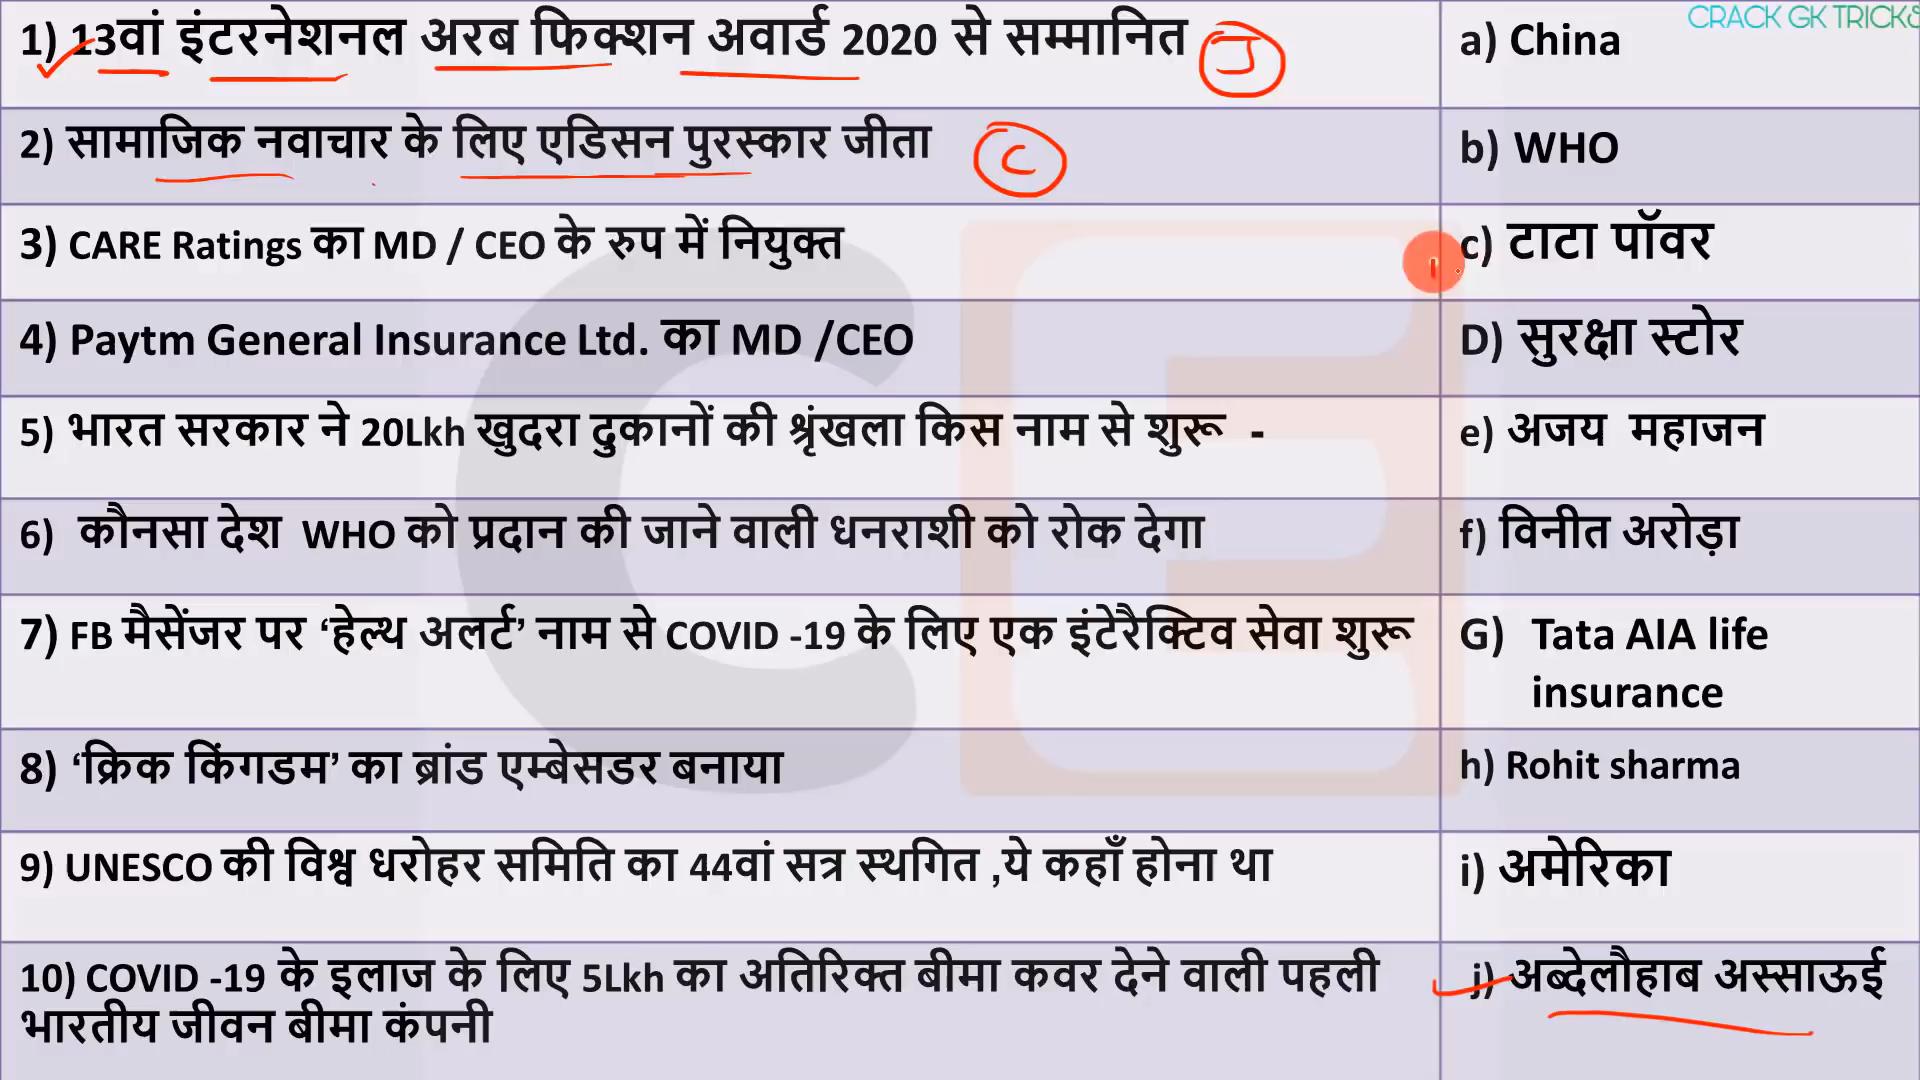 CRACK GK TRICKS
1) 13वां इंटरनेशनल अरब फिक्शन अवार्ड 2020 से सम्मानित J
a) China
2) सामाजिक नवाचार के लिए एडिसन पुरस्कार जीता C
b) WHO
3) CARE Ratings का MD / CEO के रुप में नियुक्त
c) टाटा पॉवर
4) Paytm General Insurance Ltd. का MD /CEO
D) सुरक्षा स्टोर
5) भारत सरकार ने 20Lkh खुदरा दुकानों की श्रृंखला किस नाम से शुरू -
e) अजय महाजन
6) कौनसा देश WHO को प्रदान की जाने वाली धनराशी को रोक देगा
f) विनीत अरोड़ा
7) FB मैसेंजर पर ‘हेल्थ अलर्ट’ नाम से COVID -19 के लिए एक इंटेरैक्टिव सेवा शुरू
G) Tata AIA life
insurance
8) ‘क्रिक किंगडम’ का ब्रांड एम्बेसडर बनाया
h) Rohit sharma
9) UNESCO की विश्व धरोहर समिति का 44वां सत्र स्थगित ,ये कहाँ होना था
i) अमेरिका
10) COVID -19 के इलाज के लिए 5Lkh का अतिरिक्त बीमा कवर देने वाली पहली
भारतीय जीवन बीमा कंपनी
j) अब्देलौहाब अस्साऊई